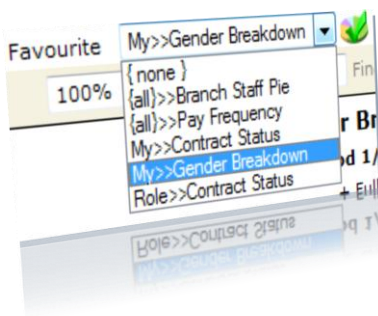 Favourite My>>Gender Breakdown
{ none }
100% {all}>>Branch Staff Pie Fin
{all}>>Pay Frequency
My>>Contract Status
My>>Gender Breakdown
Role>>Contract Status